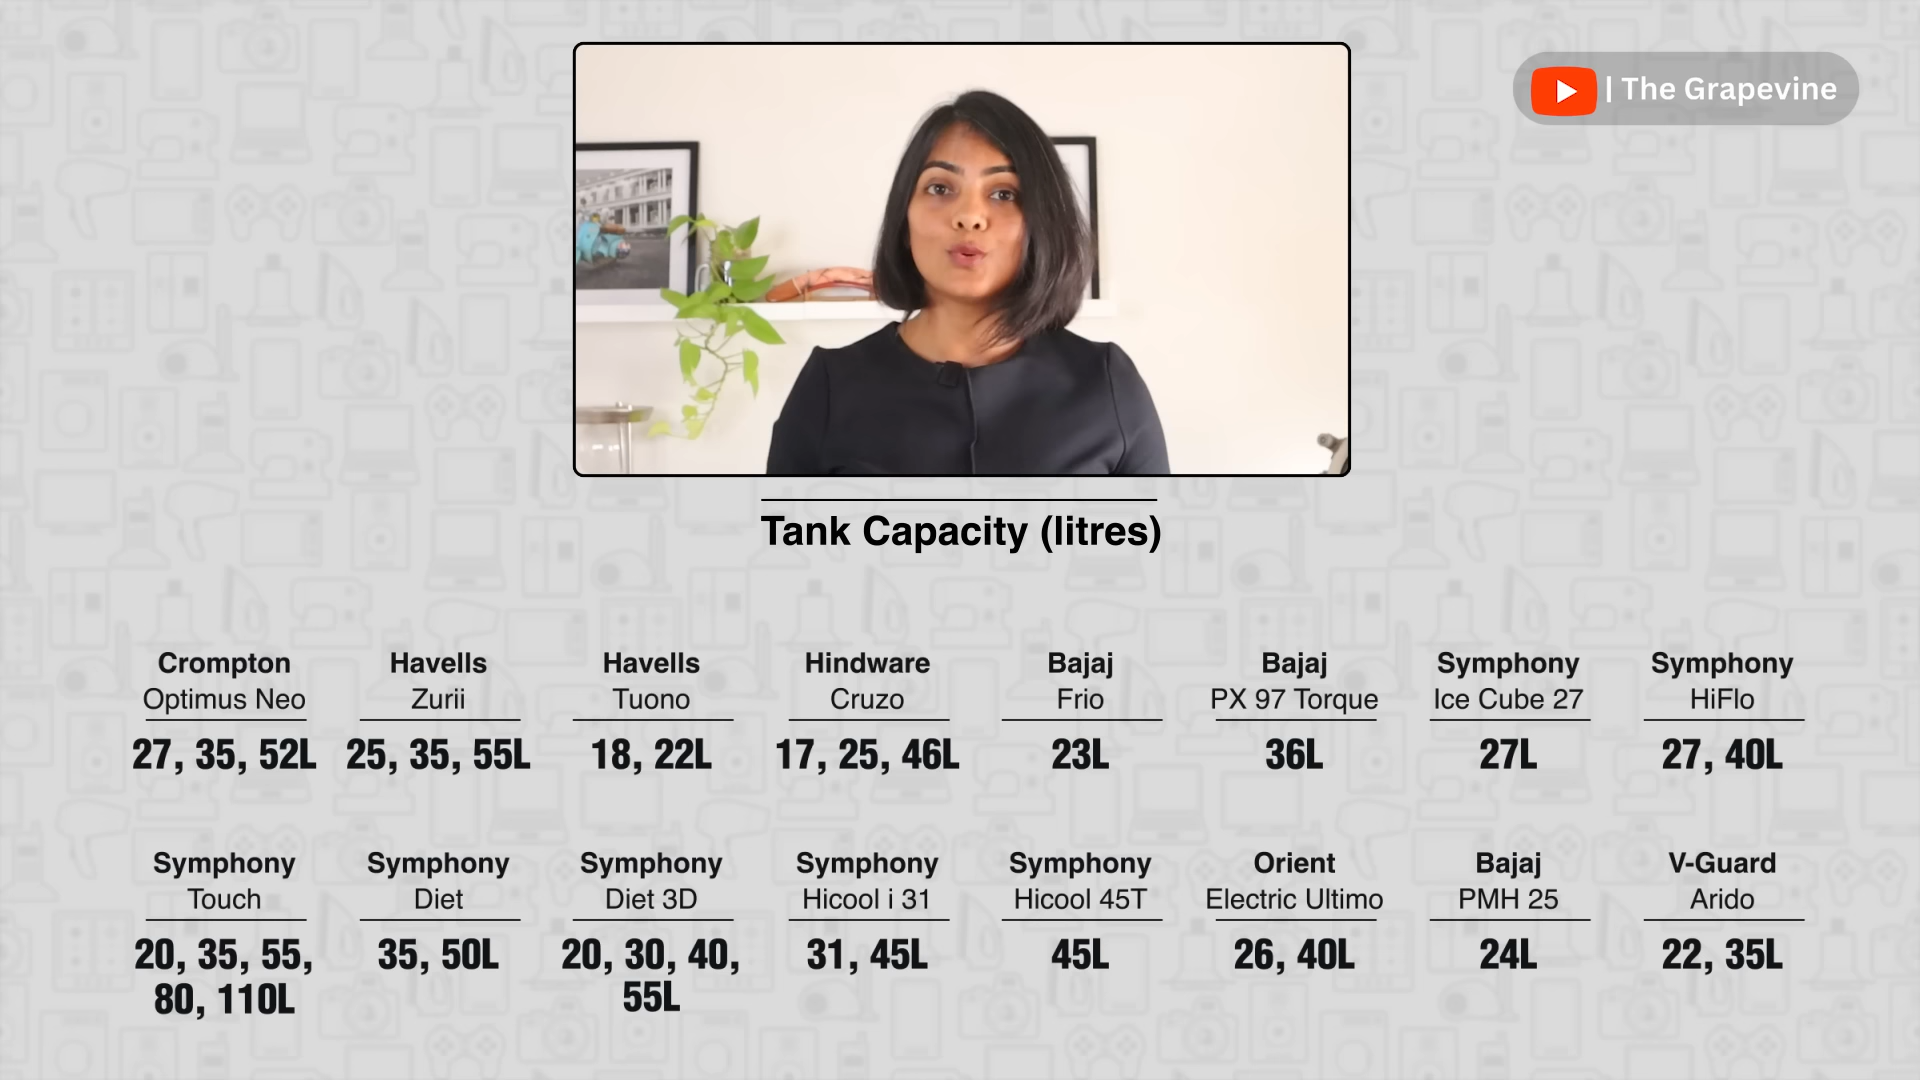 | The Grapevine
Tank Capacity (litres)
Crompton
Optimus Neo
27, 35, 52L
Havells
Zurii
25, 35, 55L
Havells
Tuono
18, 22L
Hindware
Cruzo
17, 25, 46L
Bajaj
Frio
23L
Bajaj
PX 97 Torque
36L
Symphony
Ice Cube 27
27L
Symphony
HiFlo
27, 40L
Symphony
Touch
20, 35, 55,
80, 110L
Symphony
Diet
35, 50L
Symphony
Diet 3D
20, 30, 40,
55L
Symphony
Hicool i 31
31, 45L
Symphony
Hicool 45T
45L
Orient
Electric Ultimo
26, 40L
Bajaj
PMH 25
24L
V-Guard
Arido
22, 35L